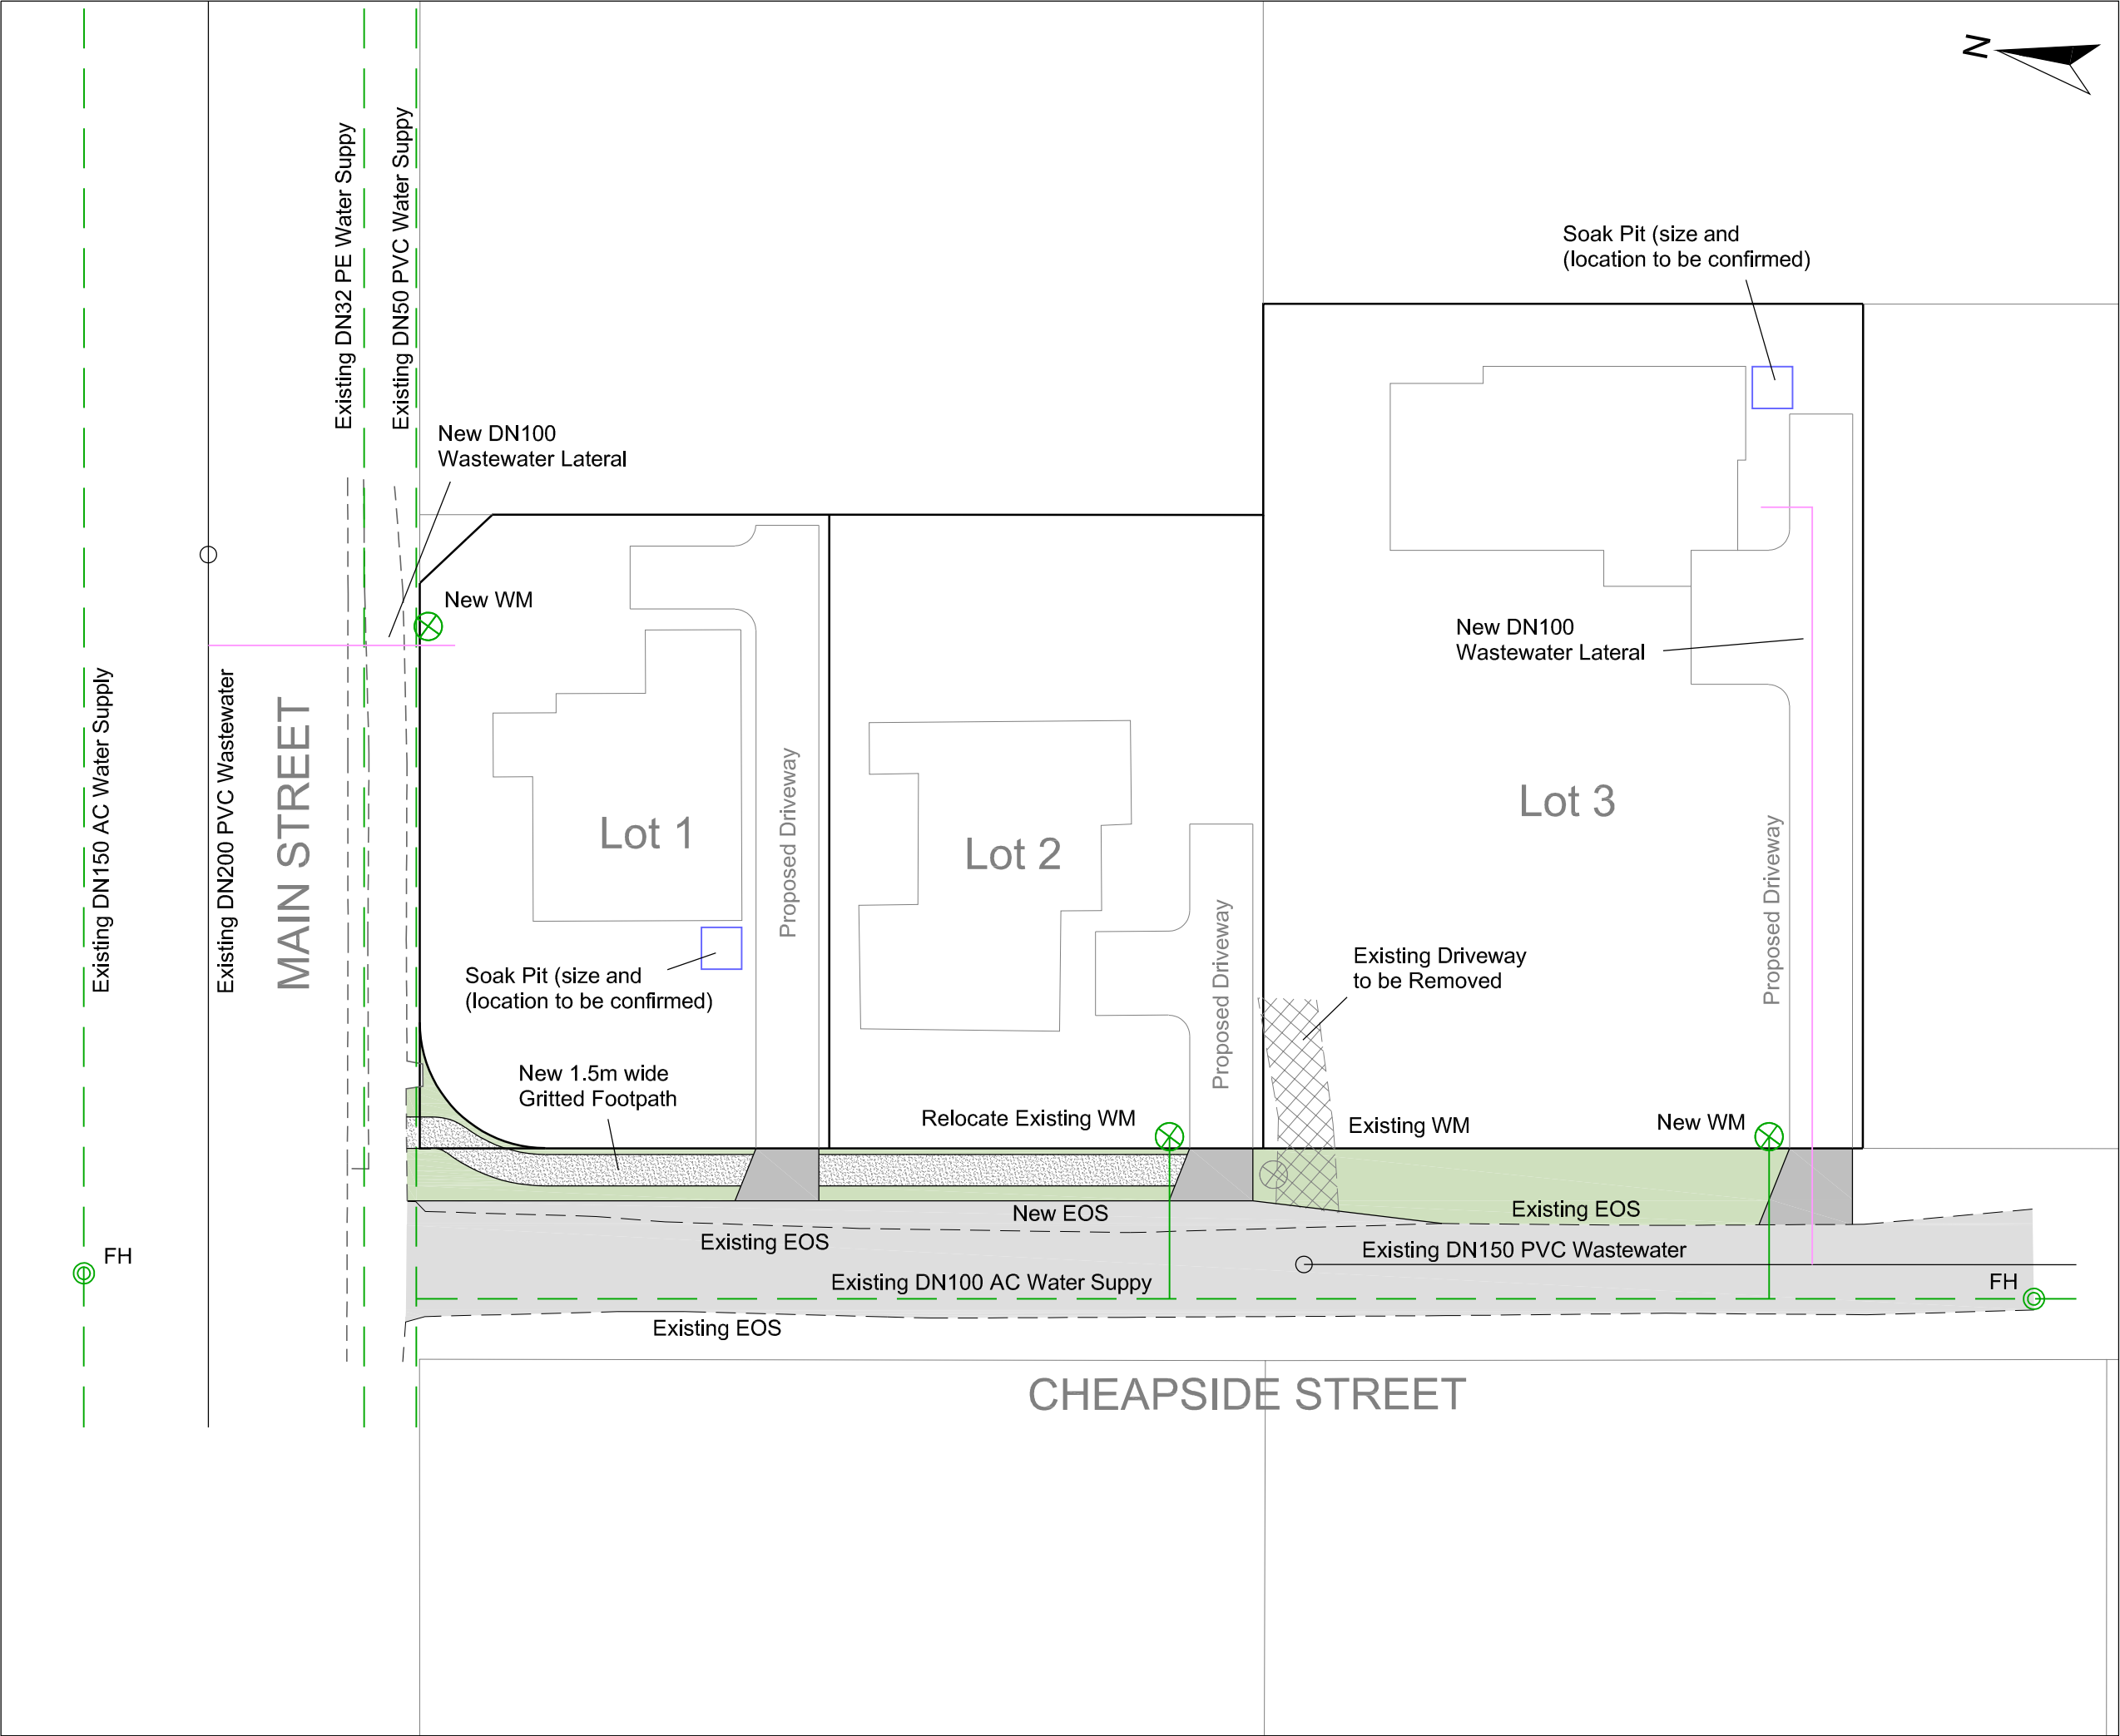 N
Existing DN32 PE Water Suppy
Existing DN50 PVC Water Suppy
Soak Pit (size and
(location to be confirmed)
New DN100
Wastewater Lateral
New WM
New DN100
Wastewater Lateral
Existing DN150 AC Water Supply
Existing DN200 PVC Wastewater
MAIN STREET
Lot 1
Proposed Driveway
Lot 2
Proposed Driveway
Lot 3
Proposed Driveway
Soak Pit (size and
(location to be confirmed)
Existing Driveway
to be Removed
New 1.5m wide
Gritted Footpath
Relocate Existing WM
Existing WM
New WM
New EOS
Existing EOS
Existing EOS
Existing DN150 PVC Wastewater
FH
Existing DN100 AC Water Suppy
FH
Existing EOS
CHEAPSIDE STREET